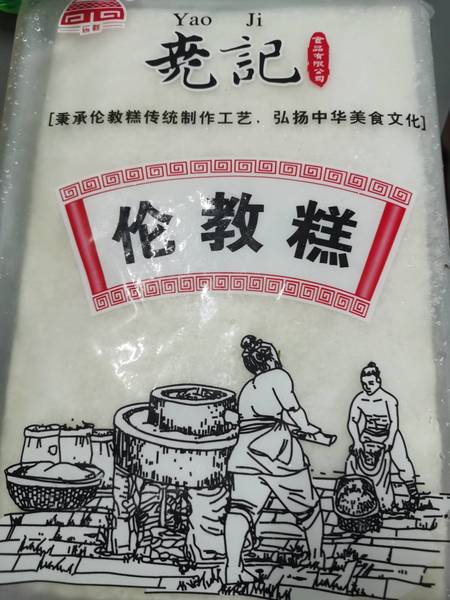 Yao Ji
尧記
食品有限公司
[秉承伦教糕传统制作工艺，弘扬中华美食文化]
伦教糕